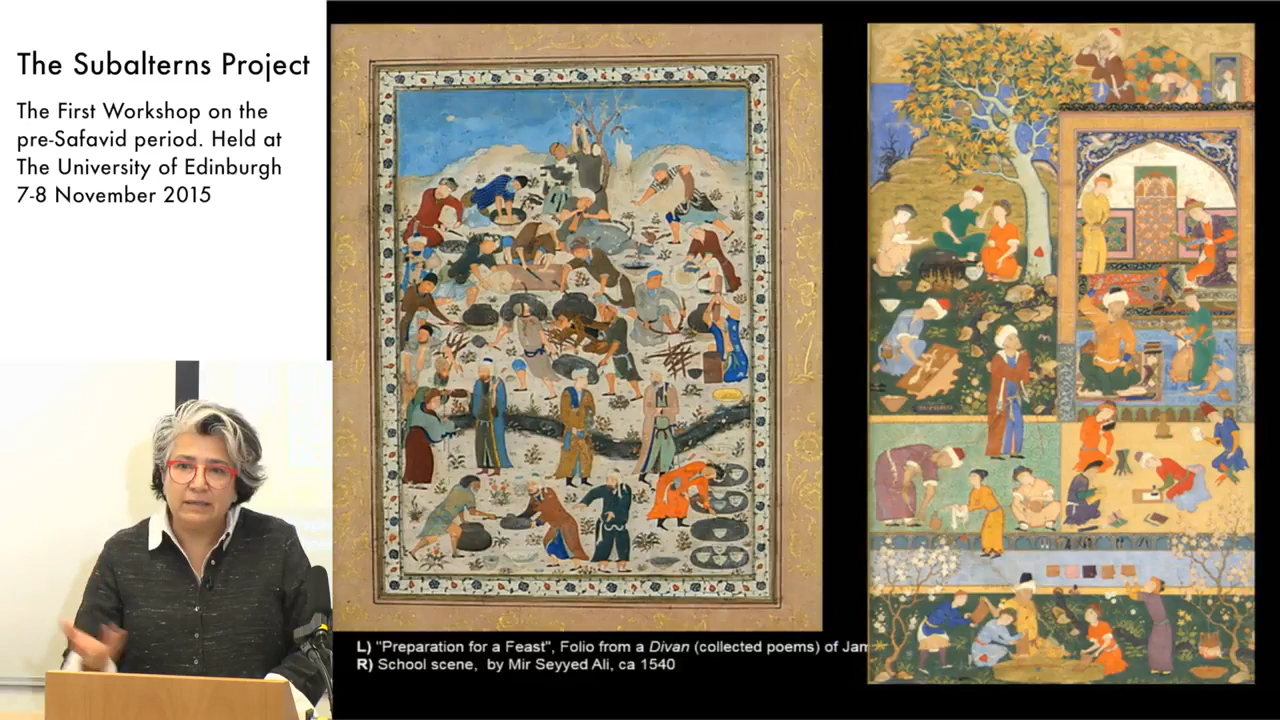 The Subalterns Project
The First Workshop on the
pre-Safavid period. Held at
The University of Edinburgh
7-8 November 2015
L) "Preparation for a Feast", Folio from a Divan (collected poems) of Jam
R) School scene, by Mir Seyyed Ali, ca 1540